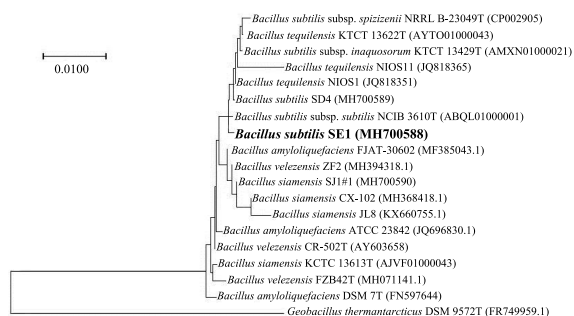 Bacillus subtilis subsp. spizizenii NRRL B-23049T (CP002905)
Bacillus tequilensis KTCT 13622T (AYTO01000043)
Bacillus subtilis subsp. inaquosorum KTCT 13429T (AMXN01000021)
0.0100
Bacillus tequilensis NIOS11 (JQ818365)
Bacillus tequilensis NIOS1 (JQ818351)
Bacillus subtilis SD4 (MH700589)
Bacillus subtilis subsp. subtilis NCIB 3610T (ABQL01000001)
Bacillus subtilis SE1 (MH700588)
Bacillus amyloliquefaciens FJAT-30602 (MF385043.1)
Bacillus velezensis ZF2 (MH394318.1)
Bacillus siamensis SJ1#1 (MH700590)
Bacillus siamensis CX-102 (MH368418.1)
Bacillus siamensis JL8 (KX660755.1)
Bacillus amyloliquefaciens ATCC 23842 (JQ696830.1)
Bacillus velezensis CR-502T (AY603658)
Bacillus siamensis KCTC 13613T (AJVF01000043)
Bacillus velezensis FZB42T (MH071141.1)
Bacillus amyloliquefaciens DSM 7T (FN597644)
Geobacillus thermantarcticus DSM 9572T (FR749959.1)